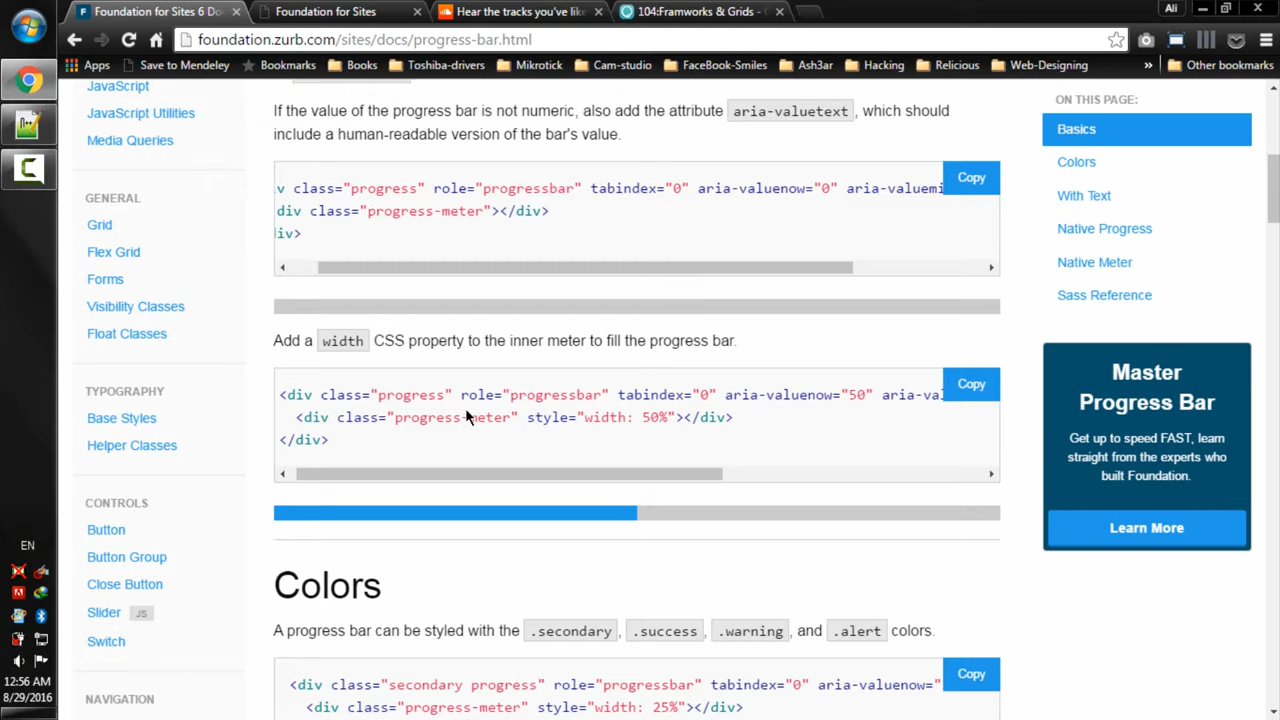 Foundation for Sites 6 Do
Foundation for Sites
Hear the tracks you've like
104:Framworks & Grids -
Ali
foundation.zurb.com/sites/docs/progress-bar.html
Apps
Save to Mendeley
Bookmarks
Books
Toshiba-drivers
Mikrotick
Cam-studio
FaceBook-Smiles
Ash3ar
Hacking
Relicious
Web-Designing
»
Other bookmarks
JavaScript
JavaScript Utilities
Media Queries
GENERAL
Grid
Flex Grid
Forms
Visibility Classes
Float Classes
TYPOGRAPHY
Base Styles
Helper Classes
CONTROLS
Button
Button Group
Close Button
Slider JS
Switch
NAVIGATION
If the value of the progress bar is not numeric, also add the attribute aria-valuetext, which should
include a human-readable version of the bar's value.
Copy
v class="progress" role="progressbar" tabindex="0" aria-valuenow="0" aria-valuemi
div class="progress-meter"></div>
div>
Add a width CSS property to the inner meter to fill the progress bar.
Copy
<div class="progress" role="progressbar" tabindex="0" aria-valuenow="50" aria-val
<div class="progress-meter" style="width: 50%"></div>
</div>
Colors
A progress bar can be styled with the .secondary, .success, .warning, and .alert colors.
Copy
<div class="secondary progress" role="progressbar" tabindex="0" aria-valuenow="
<div class="progress-meter" style="width: 25%"></div>
ON THIS PAGE:
Basics
Colors
With Text
Native Progress
Native Meter
Sass Reference
Master
Progress Bar
Get up to speed FAST, learn
straight from the experts who
built Foundation.
Learn More
EN
12:56 AM
8/29/2016